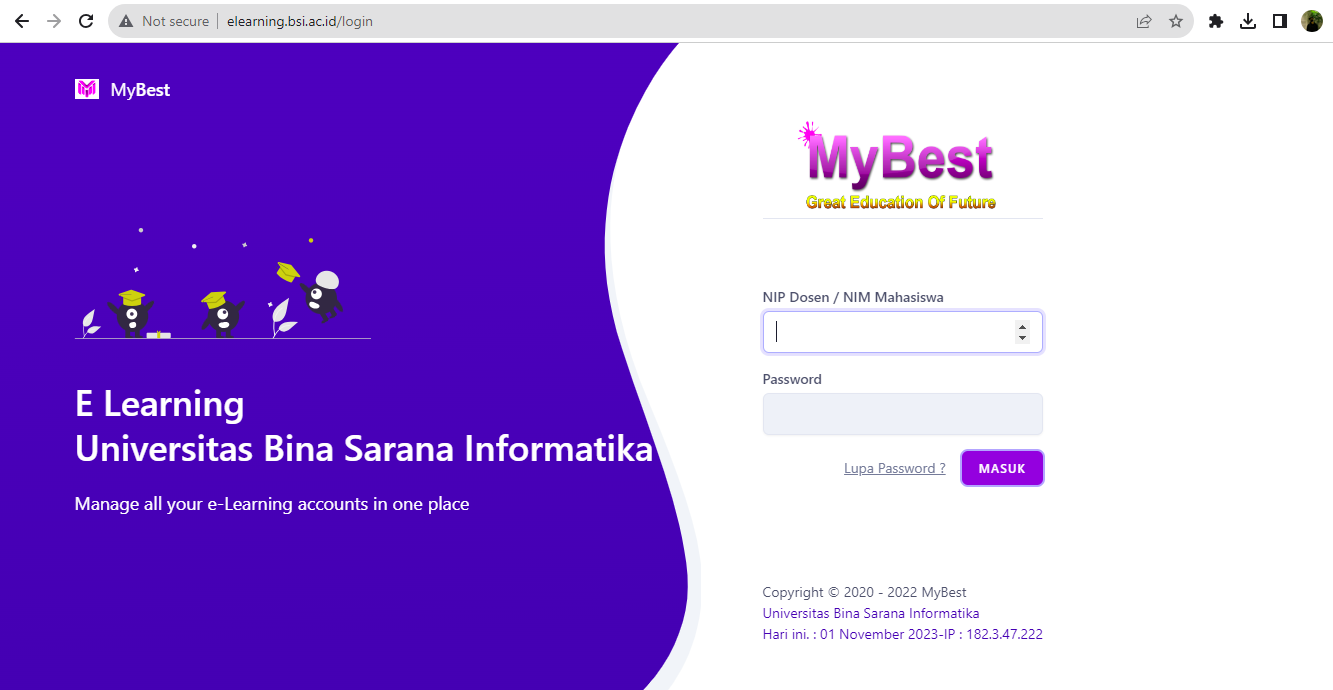 Not secure
elearning.bsi.ac.id/login
MyBest
MyBest
Great Education Of Future
NIP Dosen / NIM Mahasiswa
Password
Lupa Password ?
MASUK
E Learning
Universitas Bina Sarana Informatika
Manage all your e-Learning accounts in one place
Copyright © 2020 - 2022 MyBest
Universitas Bina Sarana Informatika
Hari ini. : 01 November 2023-IP : 182.3.47.222